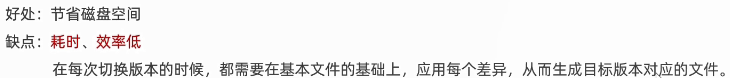 好处：节省磁盘空间
缺点：耗时、效率低
在每次切换版本的时候，都需要在基本文件的基础上，应用每个差异，从而生成目标版本对应的文件。